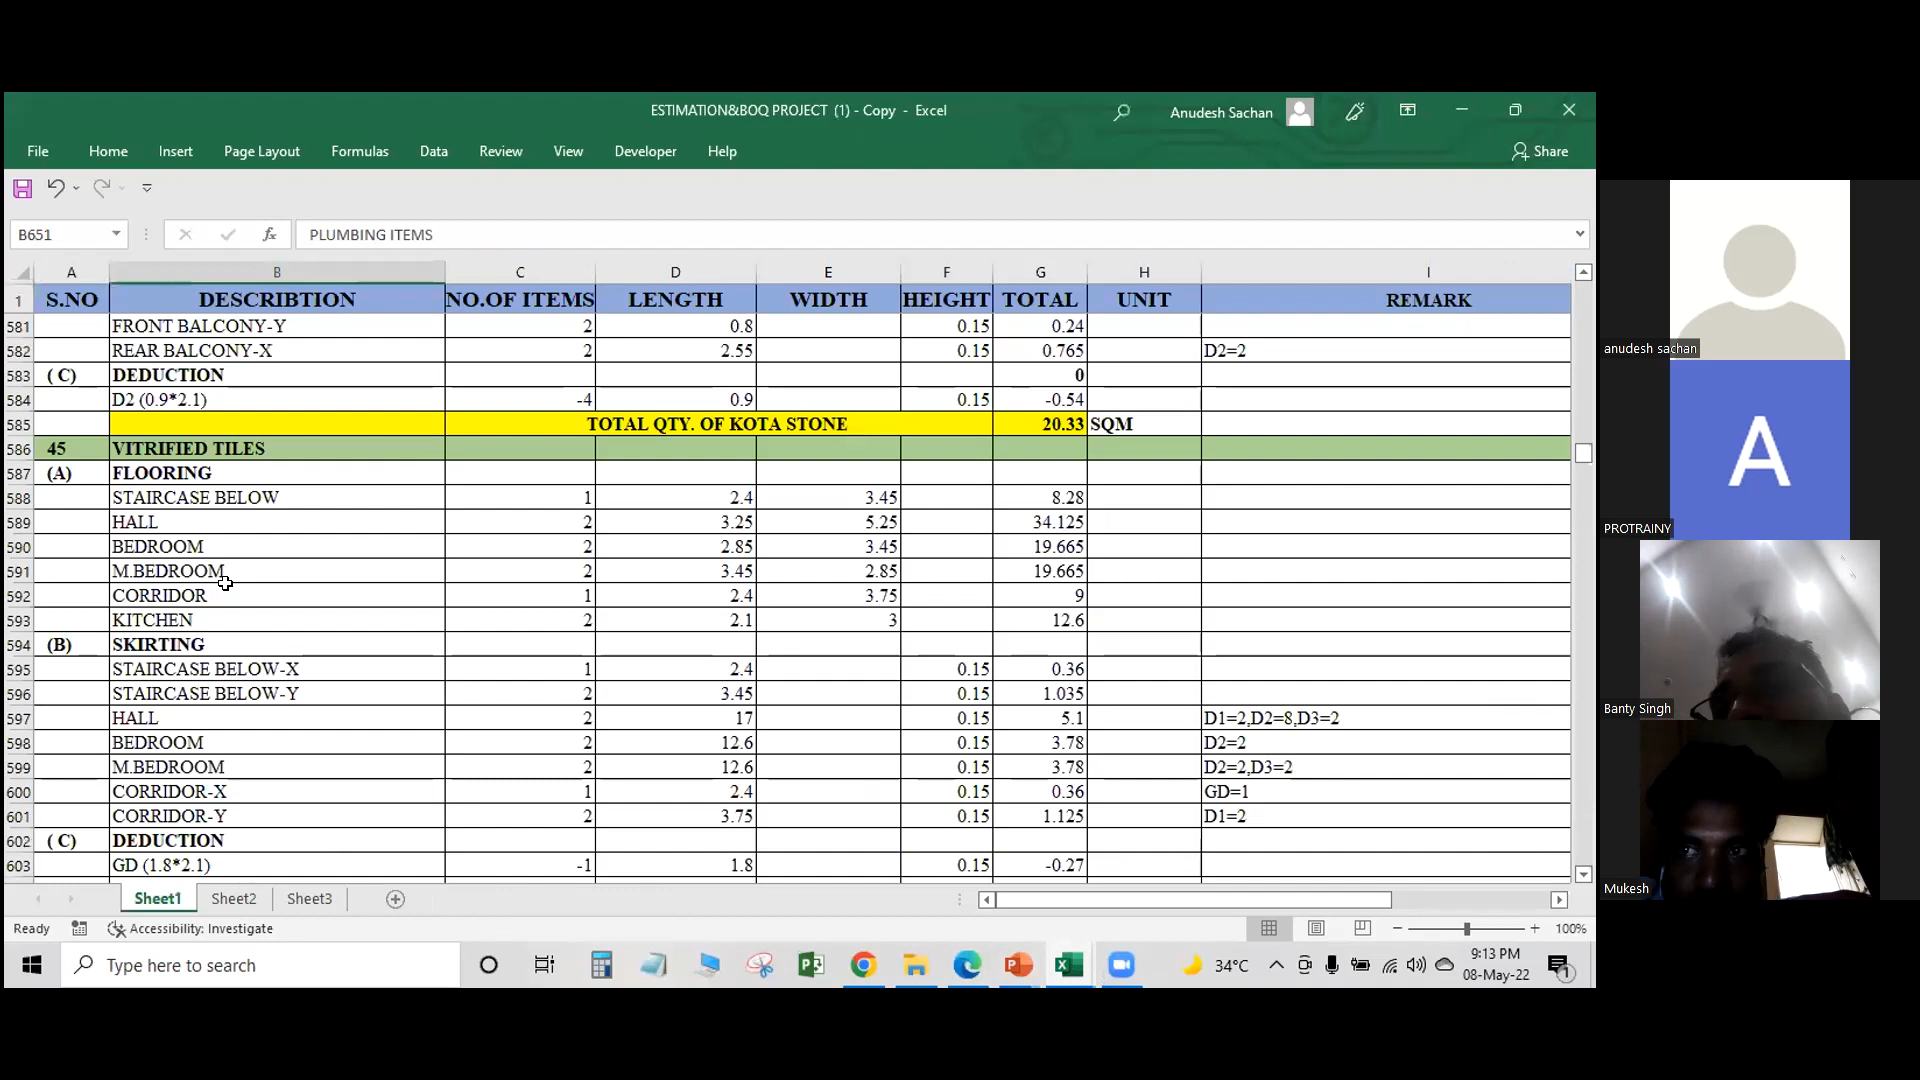 ESTIMATION&BOQ PROJECT (1) - Copy - Excel
Anudesh Sachan
File Home Insert Page Layout Formulas Data Review View Developer Help Share
B651 fx PLUMBING ITEMS
A B C D E F G H I
1 S.NO DESCRIBTION NO.OF ITEMS LENGTH WIDTH HEIGHT TOTAL UNIT REMARK
581 FRONT BALCONY-Y 2 0.8 0.15 0.24
582 REAR BALCONY-X 2 2.55 0.15 0.765 D2=2
583 ( C) DEDUCTION 0
584 D2 (0.9*2.1) -4 0.9 0.15 -0.54
585 TOTAL QTY. OF KOTA STONE 20.33 SQM
586 45 VITRIFIED TILES
587 (A) FLOORING
588 STAIRCASE BELOW 1 2.4 3.45 8.28
589 HALL 2 3.25 5.25 34.125
590 BEDROOM 2 2.85 3.45 19.665
591 M.BEDROOM 2 3.45 2.85 19.665
592 CORRIDOR 1 2.4 3.75 9
593 KITCHEN 2 2.1 3 12.6
594 (B) SKIRTING
595 STAIRCASE BELOW-X 1 2.4 0.15 0.36
596 STAIRCASE BELOW-Y 2 3.45 0.15 1.035
597 HALL 2 17 0.15 5.1 D1=2,D2=8,D3=2
598 BEDROOM 2 12.6 0.15 3.78 D2=2
599 M.BEDROOM 2 12.6 0.15 3.78 D2=2,D3=2
600 CORRIDOR-X 1 2.4 0.15 0.36 GD=1
601 CORRIDOR-Y 2 3.75 0.15 1.125 D1=2
602 ( C) DEDUCTION
603 GD (1.8*2.1) -1 1.8 0.15 -0.27
Sheet1 Sheet2 Sheet3
Ready Accessibility: Investigate 100%
Type here to search
34°C
9:13 PM
08-May-22
1
anudesh sachan
A
PROTRAINY
Banty Singh
Mukesh